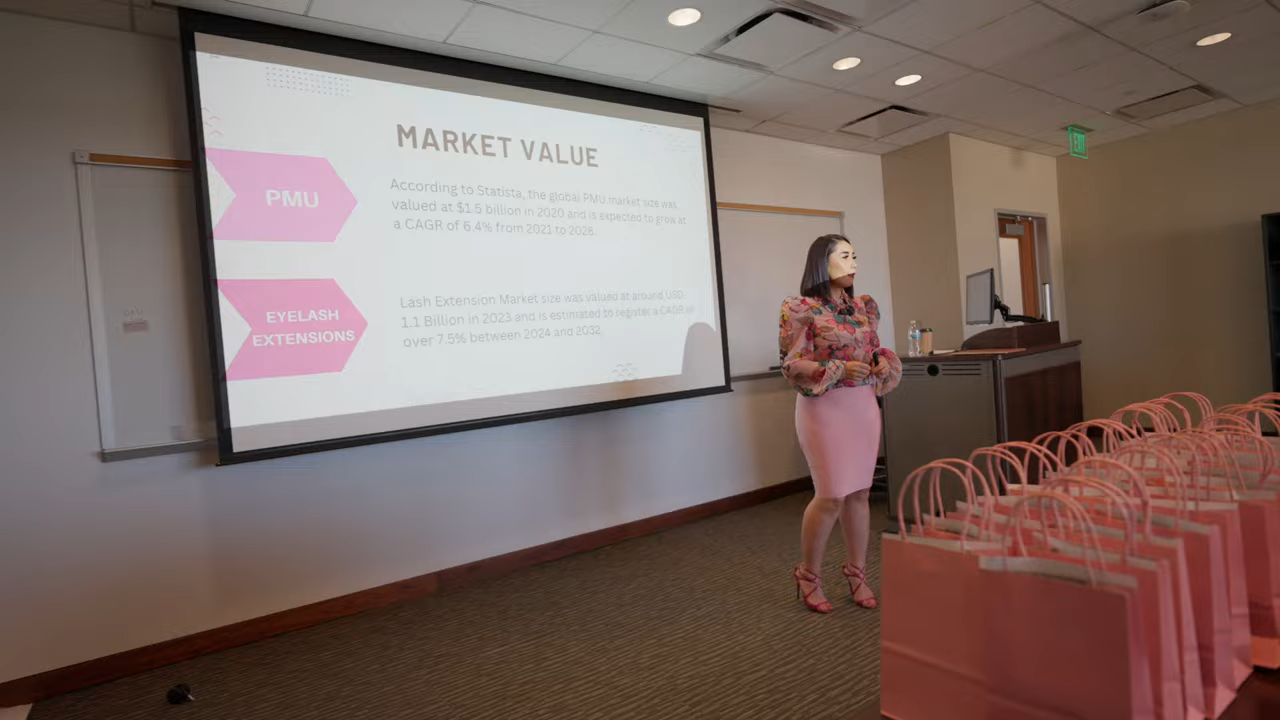 MARKET VALUE
PMU
According to Statista, the global PMU market size was
valued at $1.5 billion in 2020 and is expected to grow at
a CAGR of 6.4% from 2021 to 2028.
EYELASH
EXTENSIONS
Lash Extension Market size was valued at around USD
1.1 Billion in 2023 and is estimated to register a CAGR of
over 7.5% between 2024 and 2032.
EXIT